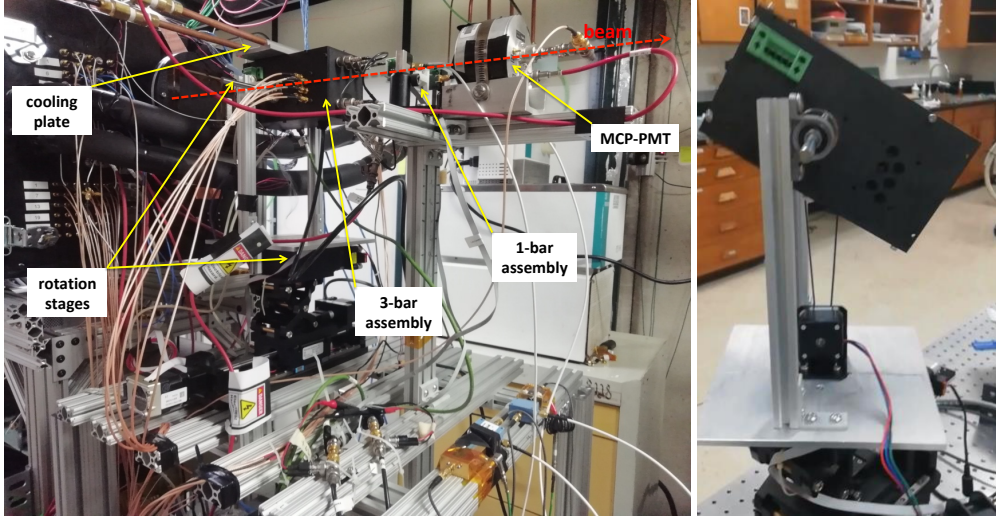 beam
cooling
plate
MCP-PMT
1-bar
assembly
rotation
stages
3-bar
assembly